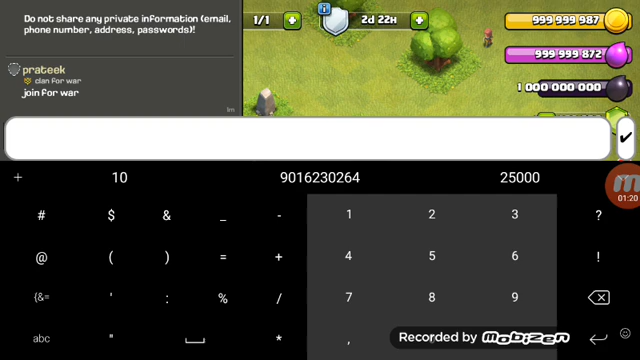 Do not share any private information (email,
phone number, address, passwords)!
1/1
2d 22H
999 999 987
999 999 872
1 000 000 000
prateek
clan for war
join for war
1m
+ 10 9016230264 25000
01:20
# $ & _ - 1 2 3 ?
@ ( ) = + 4 5 6 !
{&= ' : % / 7 8 9
abc " * ,
Recorded by Mobizen